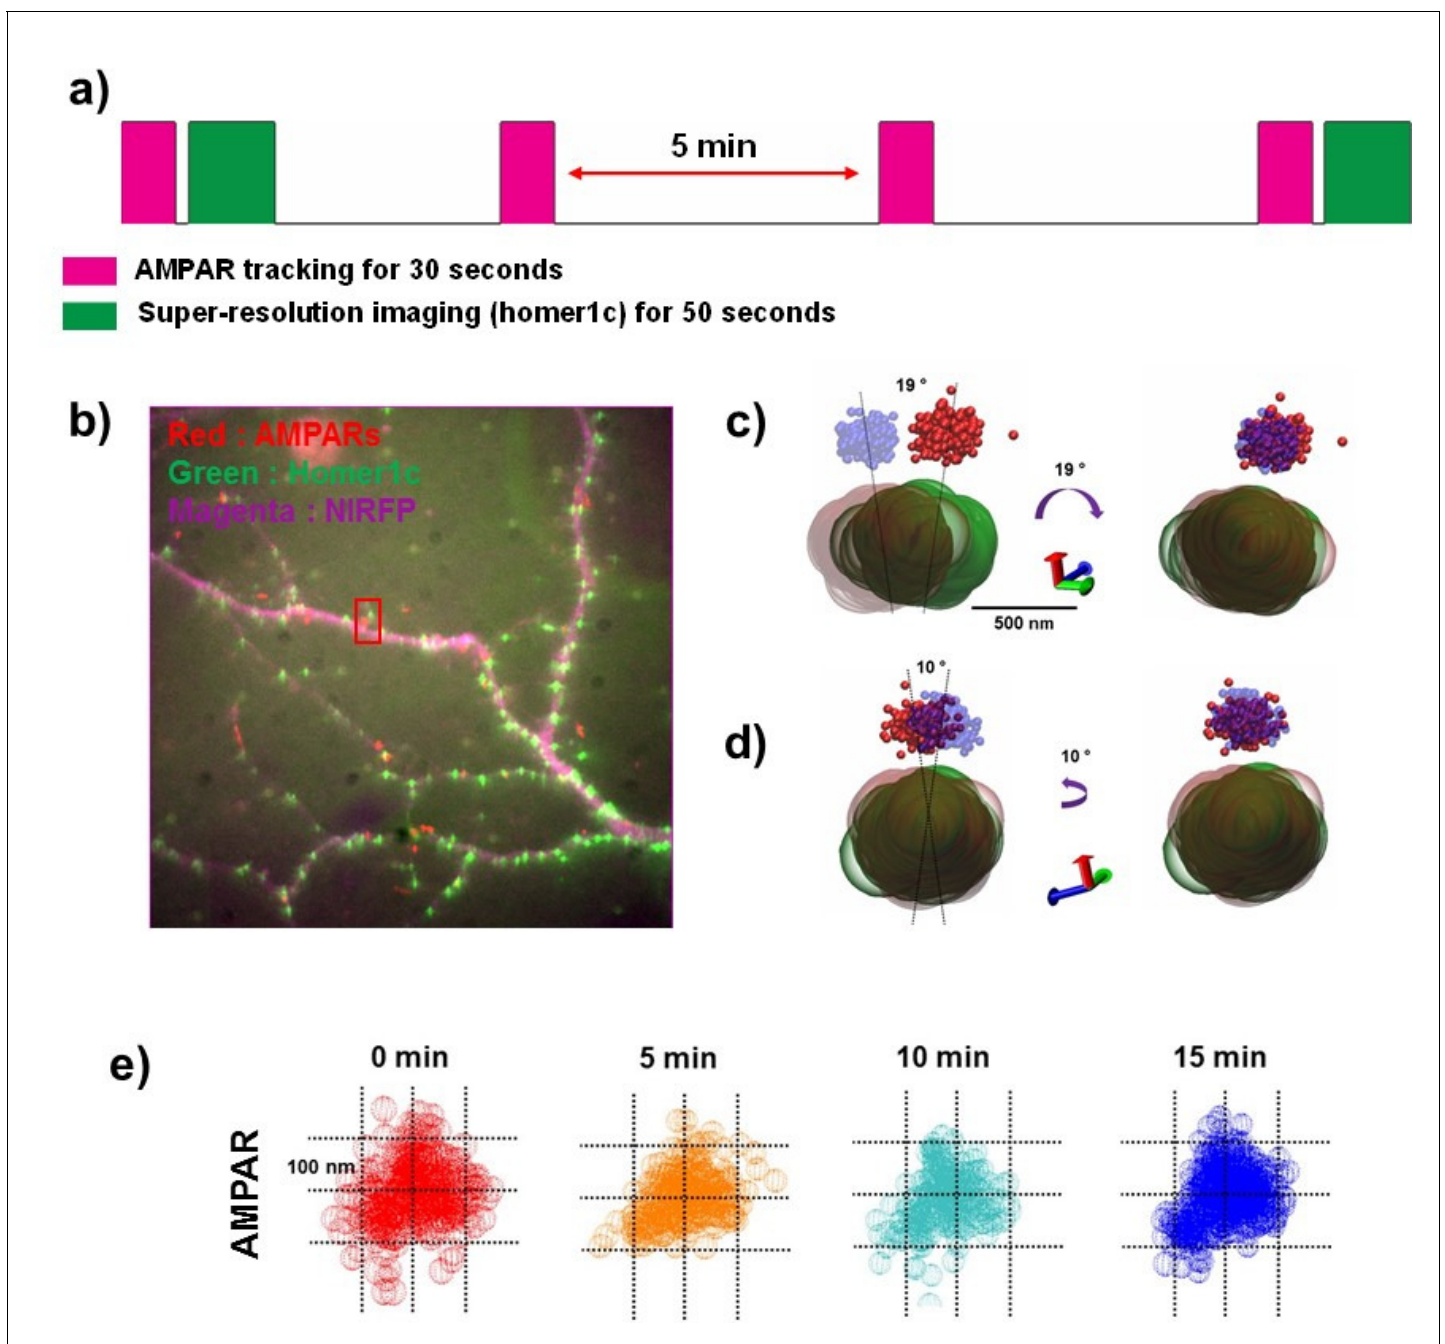 a)
5 min
AMPAR tracking for 30 seconds
Super-resolution imaging (homer1c) for 50 seconds
b)
Red : AMPARs
Green : Homer1c
Magenta : NIRFP
c)
19 °
19 °
500 nm
d)
10 °
10 °
e)
0 min
5 min
10 min
15 min
100 nm
AMPAR